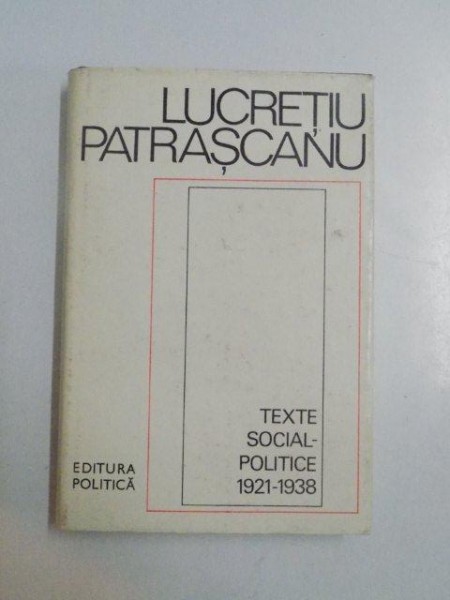 LUCREȚIU
PATRAȘCANU
TEXTE
SOCIAL-
POLITICE
1921-1938
EDITURA
POLITICĂ